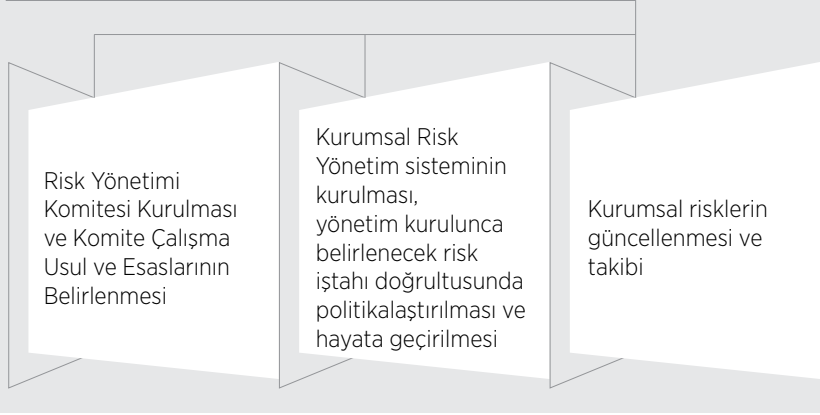 Risk Yönetimi
Komitesi Kurulması
ve Komite Çalışma
Usul ve Esaslarının
Belirlenmesi
Kurumsal Risk
Yönetim sisteminin
kurulması,
yönetim kurulunca
belirlenecek risk
iştahı doğrultusunda
politikalaştırılması ve
hayata geçirilmesi
Kurumsal risklerin
güncellenmesi ve
takibi